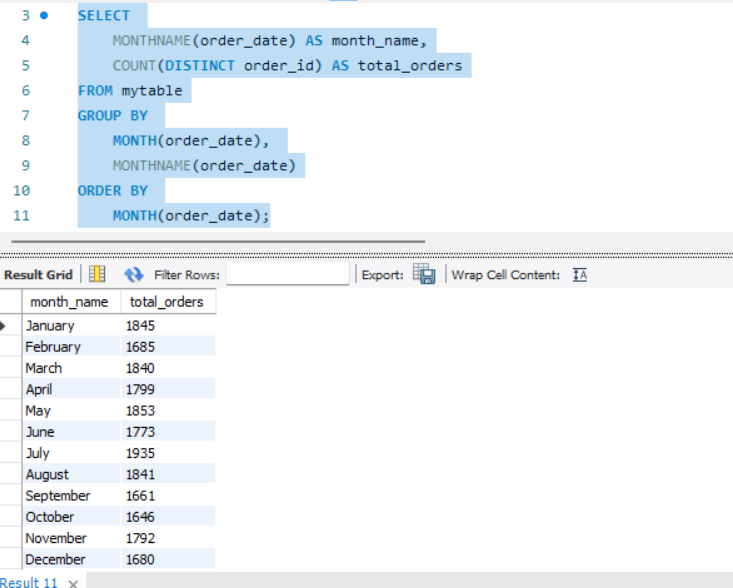 3 SELECT
4 MONTHNAME(order_date) AS month_name,
5 COUNT(DISTINCT order_id) AS total_orders
6 FROM mytable
7 GROUP BY
8 MONTH(order_date),
9 MONTHNAME(order_date)
10 ORDER BY
11 MONTH(order_date);
Result Grid Filter Rows: Export: Wrap Cell Content:
month_name total_orders
January 1845
February 1685
March 1840
April 1799
May 1853
June 1773
July 1935
August 1841
September 1661
October 1646
November 1792
December 1680
Result 11 ×